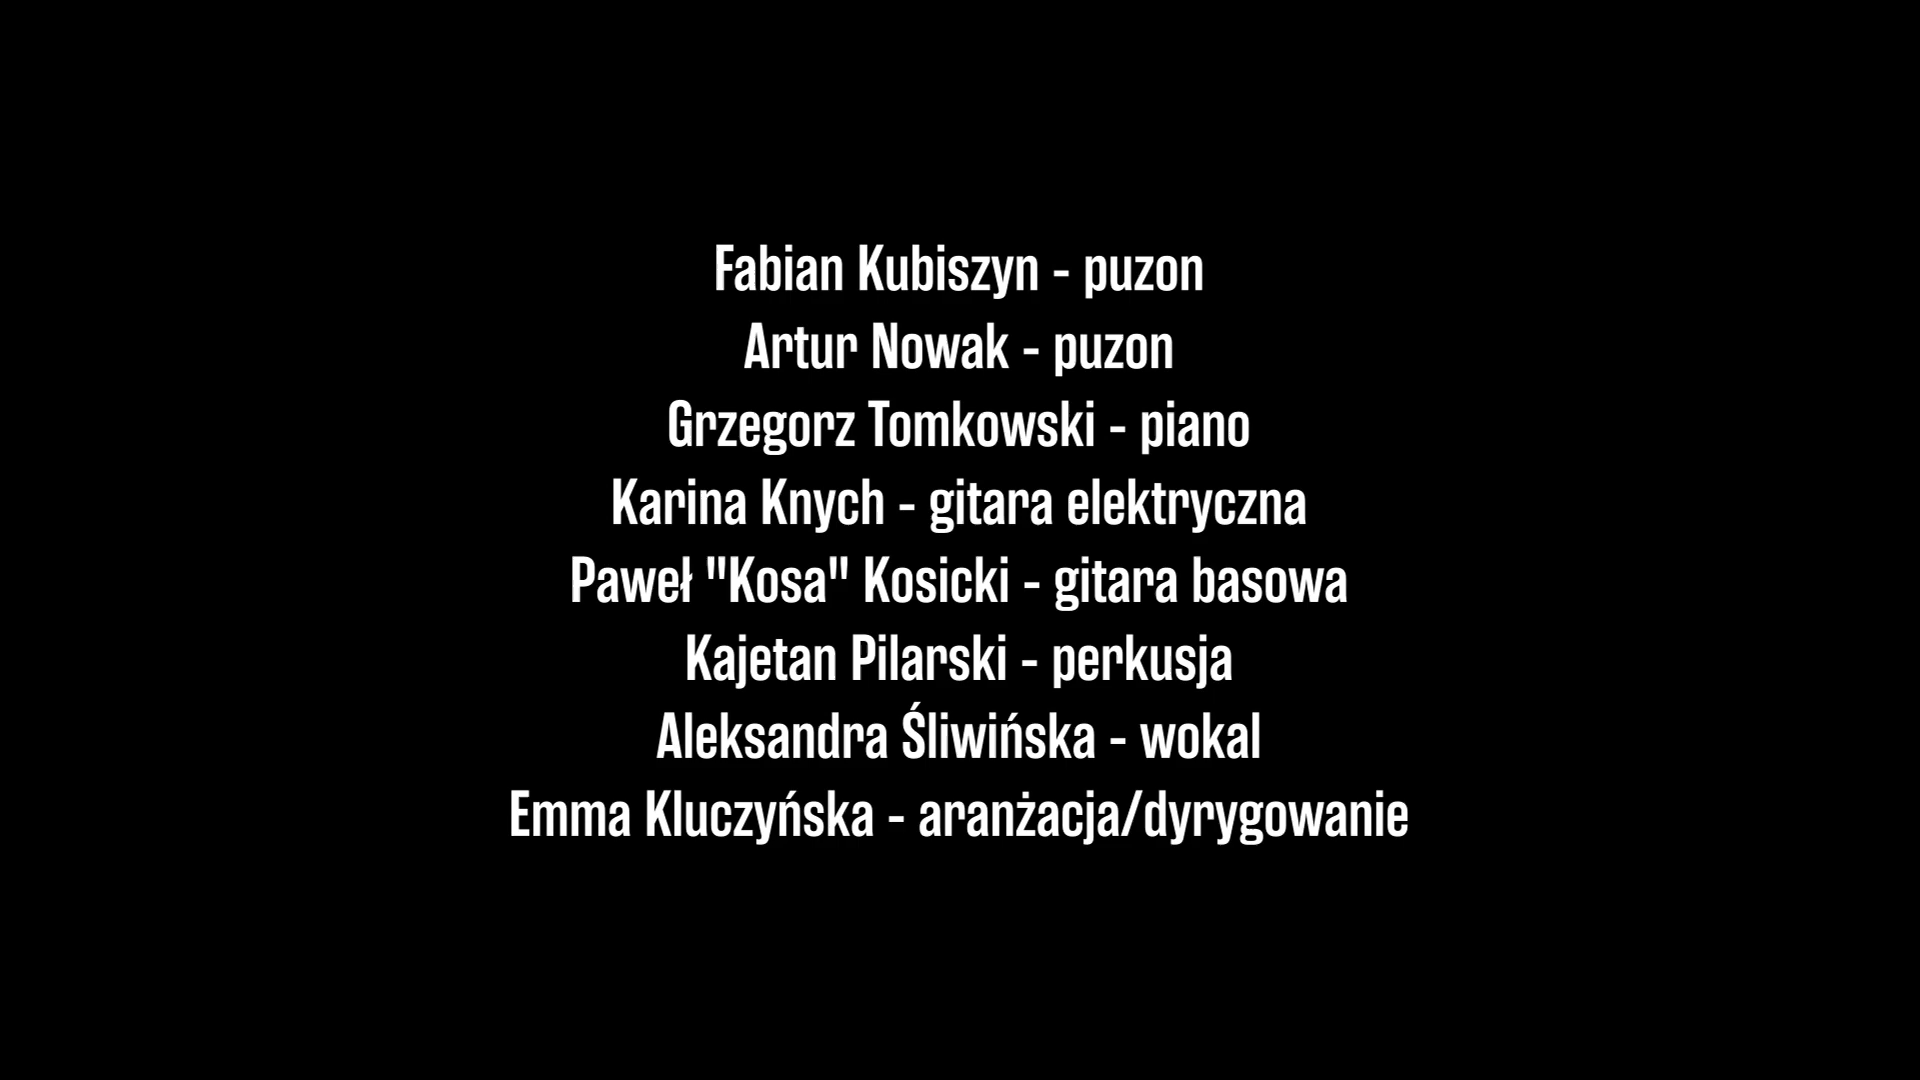 Fabian Kubiszyn - puzon
Artur Nowak - puzon
Grzegorz Tomkowski - piano
Karina Knych - gitara elektryczna
Paweł "Kosa" Kosicki - gitara basowa
Kajetan Pilarski - perkusja
Aleksandra Śliwińska - wokal
Emma Kluczyńska - aranżacja/dyrygowanie